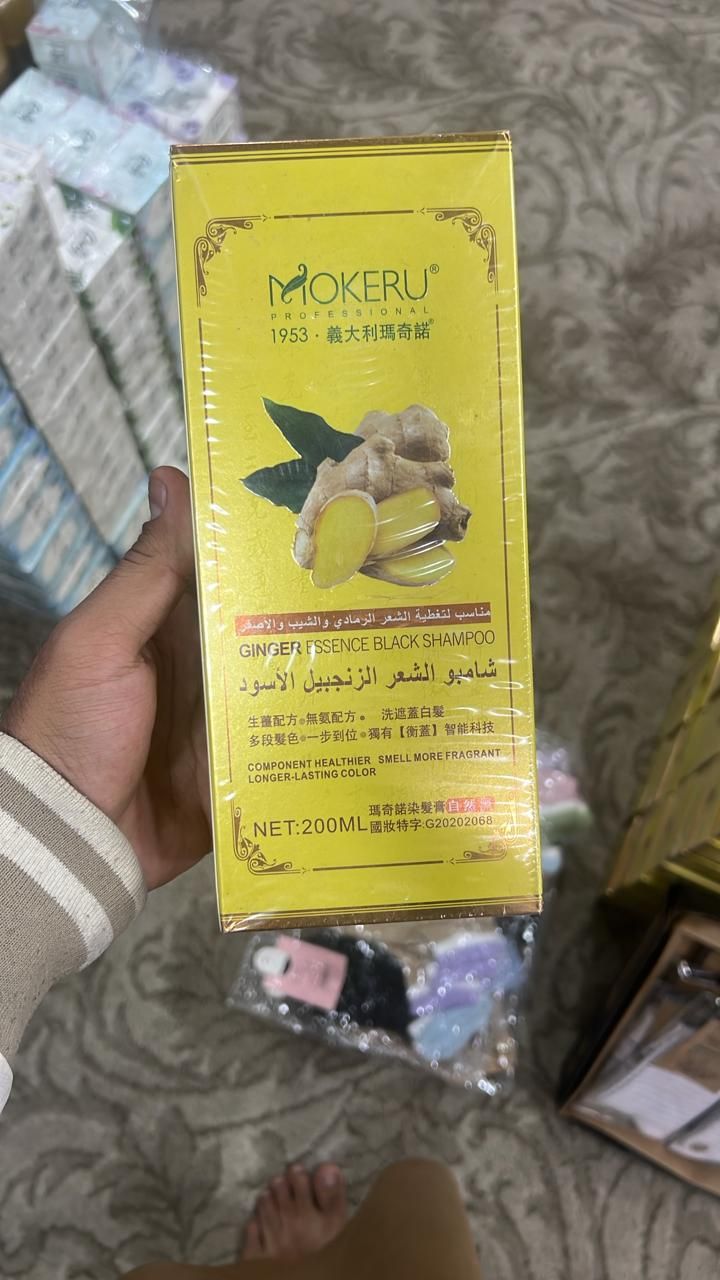 MOKERU®
PROFESSIONAL
1953 · 義大利瑪奇諾®
مناسب لتغطية الشعر الرمادي والشيب والأصفر
GINGER ESSENCE BLACK SHAMPOO
شامبو الشعر الزنجبيل الأسود
生薑配方●無氨配方● 洗遮蓋白髮
多段髮色●一步到位●獨有【衡蓋】智能科技
COMPONENT HEALTHIER SMELL MORE FRAGRANT
LONGER-LASTING COLOR
瑪奇諾染髮膏 自然
NET:200ML 國妝特字:G20202068